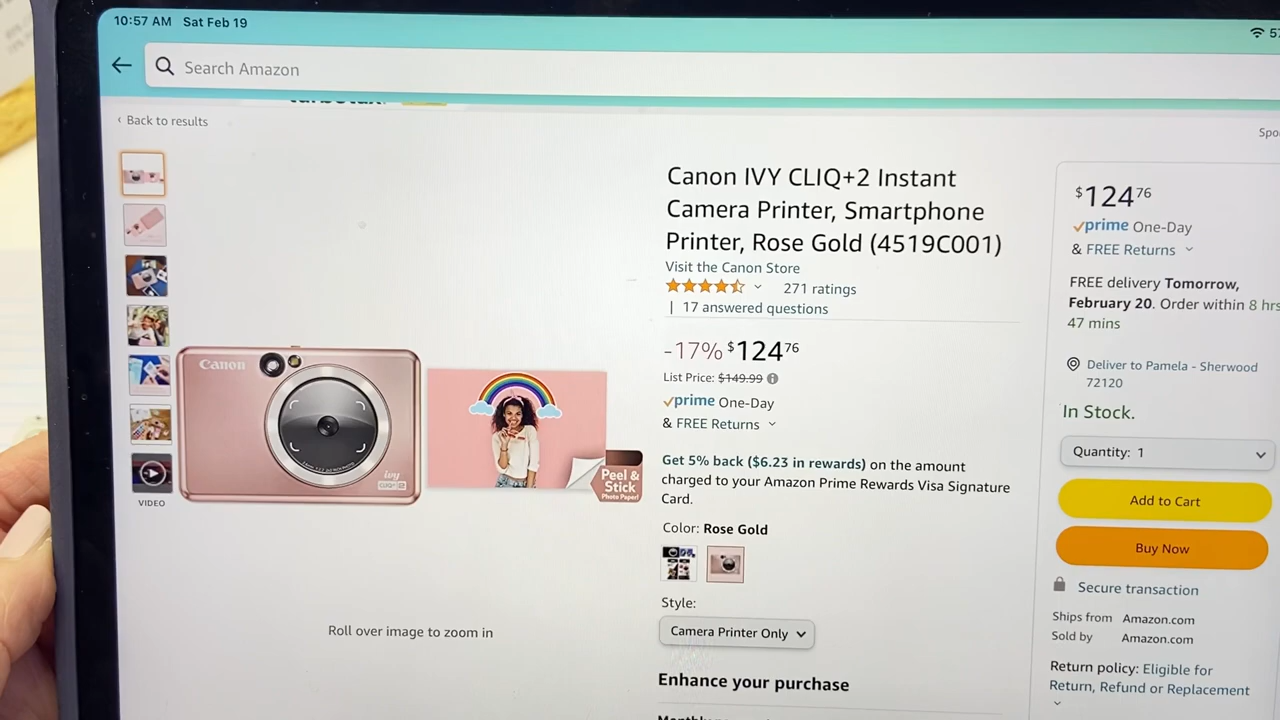 10:57 AM Sat Feb 19
Search Amazon
Back to results
Canon IVY CLIQ+2 Instant
Camera Printer, Smartphone
Printer, Rose Gold (4519C001)
Visit the Canon Store
271 ratings
| 17 answered questions
-17% $124 76
List Price: $149.99
prime One-Day
& FREE Returns
Get 5% back ($6.23 in rewards) on the amount
charged to your Amazon Prime Rewards Visa Signature
Card.
Color: Rose Gold
Style:
Camera Printer Only
Enhance your purchase
Canon
ivy
CLIQ+2
Peel &
Stick
Photo Paper!
VIDEO
Roll over image to zoom in
$124 76
prime One-Day
& FREE Returns
FREE delivery Tomorrow,
February 20. Order within 8 hrs
47 mins
Deliver to Pamela - Sherwood
72120
In Stock.
Quantity: 1
Add to Cart
Buy Now
Secure transaction
Ships from Amazon.com
Sold by Amazon.com
Return policy: Eligible for
Return, Refund or Replacement